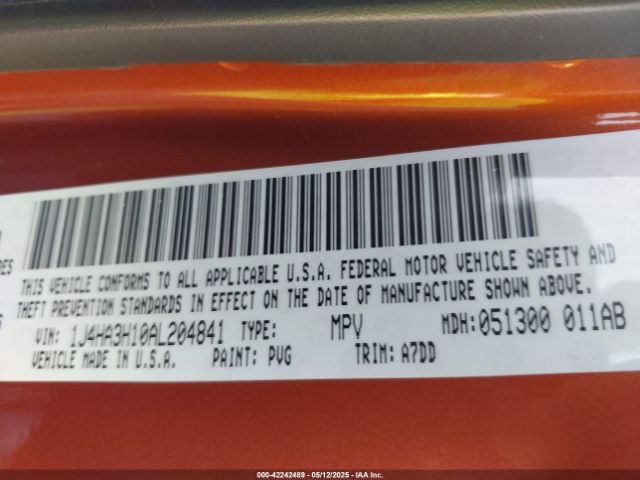 RES
THIS VEHICLE CONFORMS TO ALL APPLICABLE U.S.A. FEDERAL MOTOR VEHICLE SAFETY AND
THEFT PREVENTION STANDARDS IN EFFECT ON THE DATE OF MANUFACTURE SHOWN ABOVE.
VIN: 1J4HA3H10AL204841 TYPE: MPV MDH:051300 011AB
VEHICLE MADE IN U.S.A. PAINT: PVG TRIM: A7DD
000-42242489 - 05/12/2025 - IAA Inc.